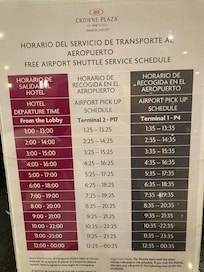 CROWNE PLAZA
HORARIO DEL SERVICIO DE TRANSPORTE AL
AEROPUERTO
FREE AIRPORT SHUTTLE SERVICE SCHEDULE
HORARIO DE
SALIDA
HOTEL
HOTEL
DEPARTURE TIME
From the Lobby
HORARIO DE
RECOGIDA EN EL
AEROPUERTO
AIRPORT PICK UP
SCHEDULE
Terminal 2 - P17
HORARIO DE
RECOGIDA EN EL
AEROPUERTO
AIRPORT PICK UP
SCHEDULE
Terminal 1 - P4
1:00 - 13:00 1:25 - 13:25 1:35 - 13:35
2:00 - 14:00 2:25 - 14:25 2:35 - 14:35
3:00 - 15:00 3:25 - 15:25 3:35 - 15:35
4:00 - 16:00 4:25 - 16:25 4:35 - 16:35
5:00 - 17:00 5:25 - 17:25 5:35 - 17:35
6:00 - 18:00 6:25 - 18:25 6:35 - 18:35
7:00 - 19:00 7:25 - 19:25 7:35 - 19:35
8:00 - 20:00 8:25 - 20:25 8:35 - 20:35
9:00 - 21:00 9:25 - 21:25 9:35 - 21:35
10:00 - 22:00 10:25 - 22:25 10:35 - 22:35
11:00 - 23:00 11:25 - 23:25 11:35 - 23:35
12:00 - 00:00 12:25 - 00:25 12:35 - 00:35